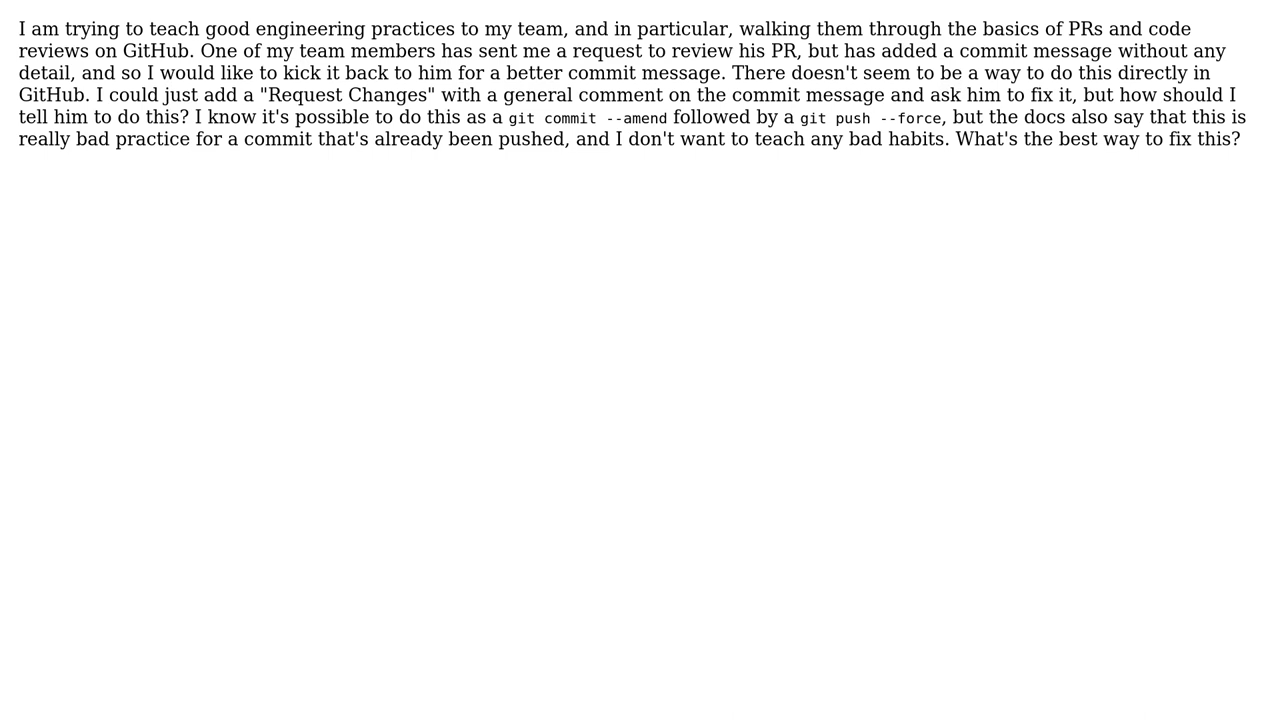 I am trying to teach good engineering practices to my team, and in particular, walking them through the basics of PRs and code
reviews on GitHub. One of my team members has sent me a request to review his PR, but has added a commit message without any
detail, and so I would like to kick it back to him for a better commit message. There doesn't seem to be a way to do this directly in
GitHub. I could just add a "Request Changes" with a general comment on the commit message and ask him to fix it, but how should I
tell him to do this? I know it's possible to do this as a git commit --amend followed by a git push --force, but the docs also say that this is
really bad practice for a commit that's already been pushed, and I don't want to teach any bad habits. What's the best way to fix this?